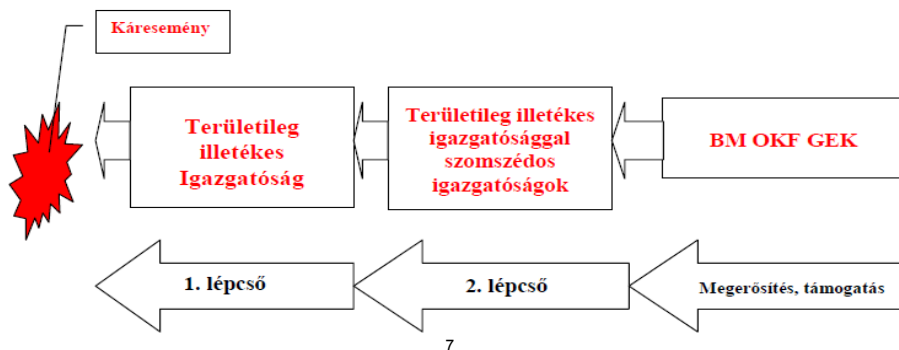 Káresemény
Területileg
illetékes
Igazgatóság
Területileg illetékes
igazgatósággal
szomszédos
igazgatóságok
BM OKF GEK
1. lépcső
2. lépcső
Megerősítés, támogatás
7